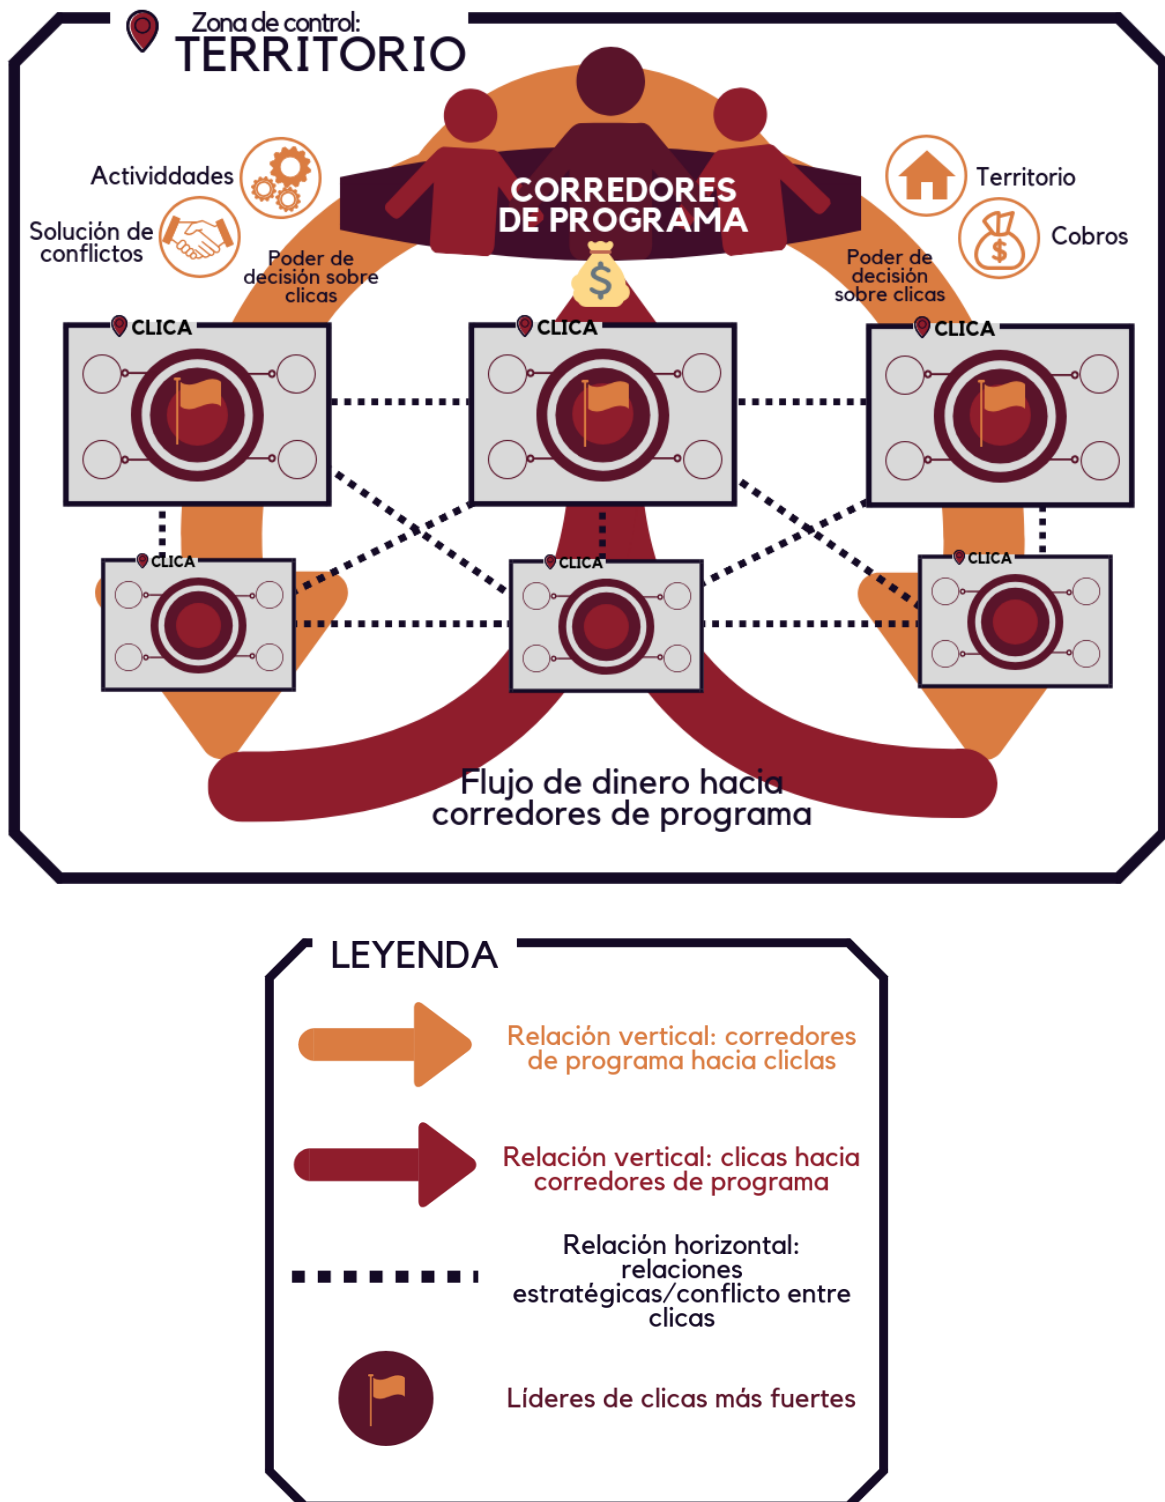 Zona de control:
TERRITORIO
Actividdades
Solución de
conflictos
Territorio
Cobros
CORREDORES
DE PROGRAMA
Poder de
decisión sobre
clicas
Poder de
decisión
sobre clicas
$
$
CLICA
CLICA
CLICA
CLICA
CLICA
CLICA
Flujo de dinero hacia
corredores de programa
LEYENDA
Relación vertical: corredores
de programa hacia cliclas
Relación vertical: clicas hacia
corredores de programa
Relación horizontal:
relaciones
estratégicas/conflicto entre
clicas
Líderes de clicas más fuertes